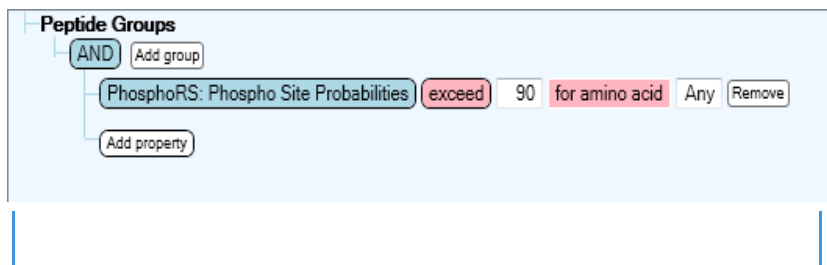 Peptide Groups
AND Add group
PhosphoRS: Phospho Site Probabilities exceed 90 for amino acid Any Remove
Add property